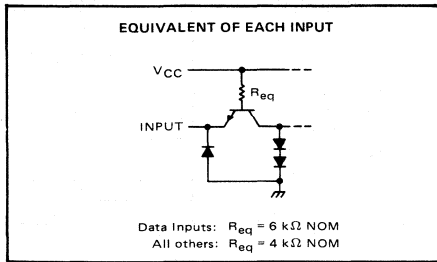 EQUIVALENT OF EACH INPUT
VCC
Req
INPUT
Data Inputs: Req = 6 kΩ NOM
All others: Req = 4 kΩ NOM